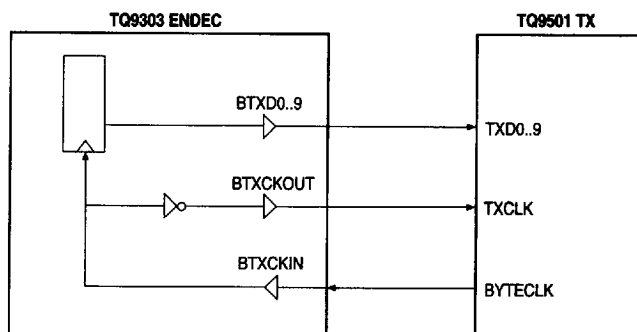 TQ9303 ENDEC
TQ9501 TX
BTXD0..9
TXD0..9
BTXCKOUT
TXCLK
BTXCKIN
BYTECLK